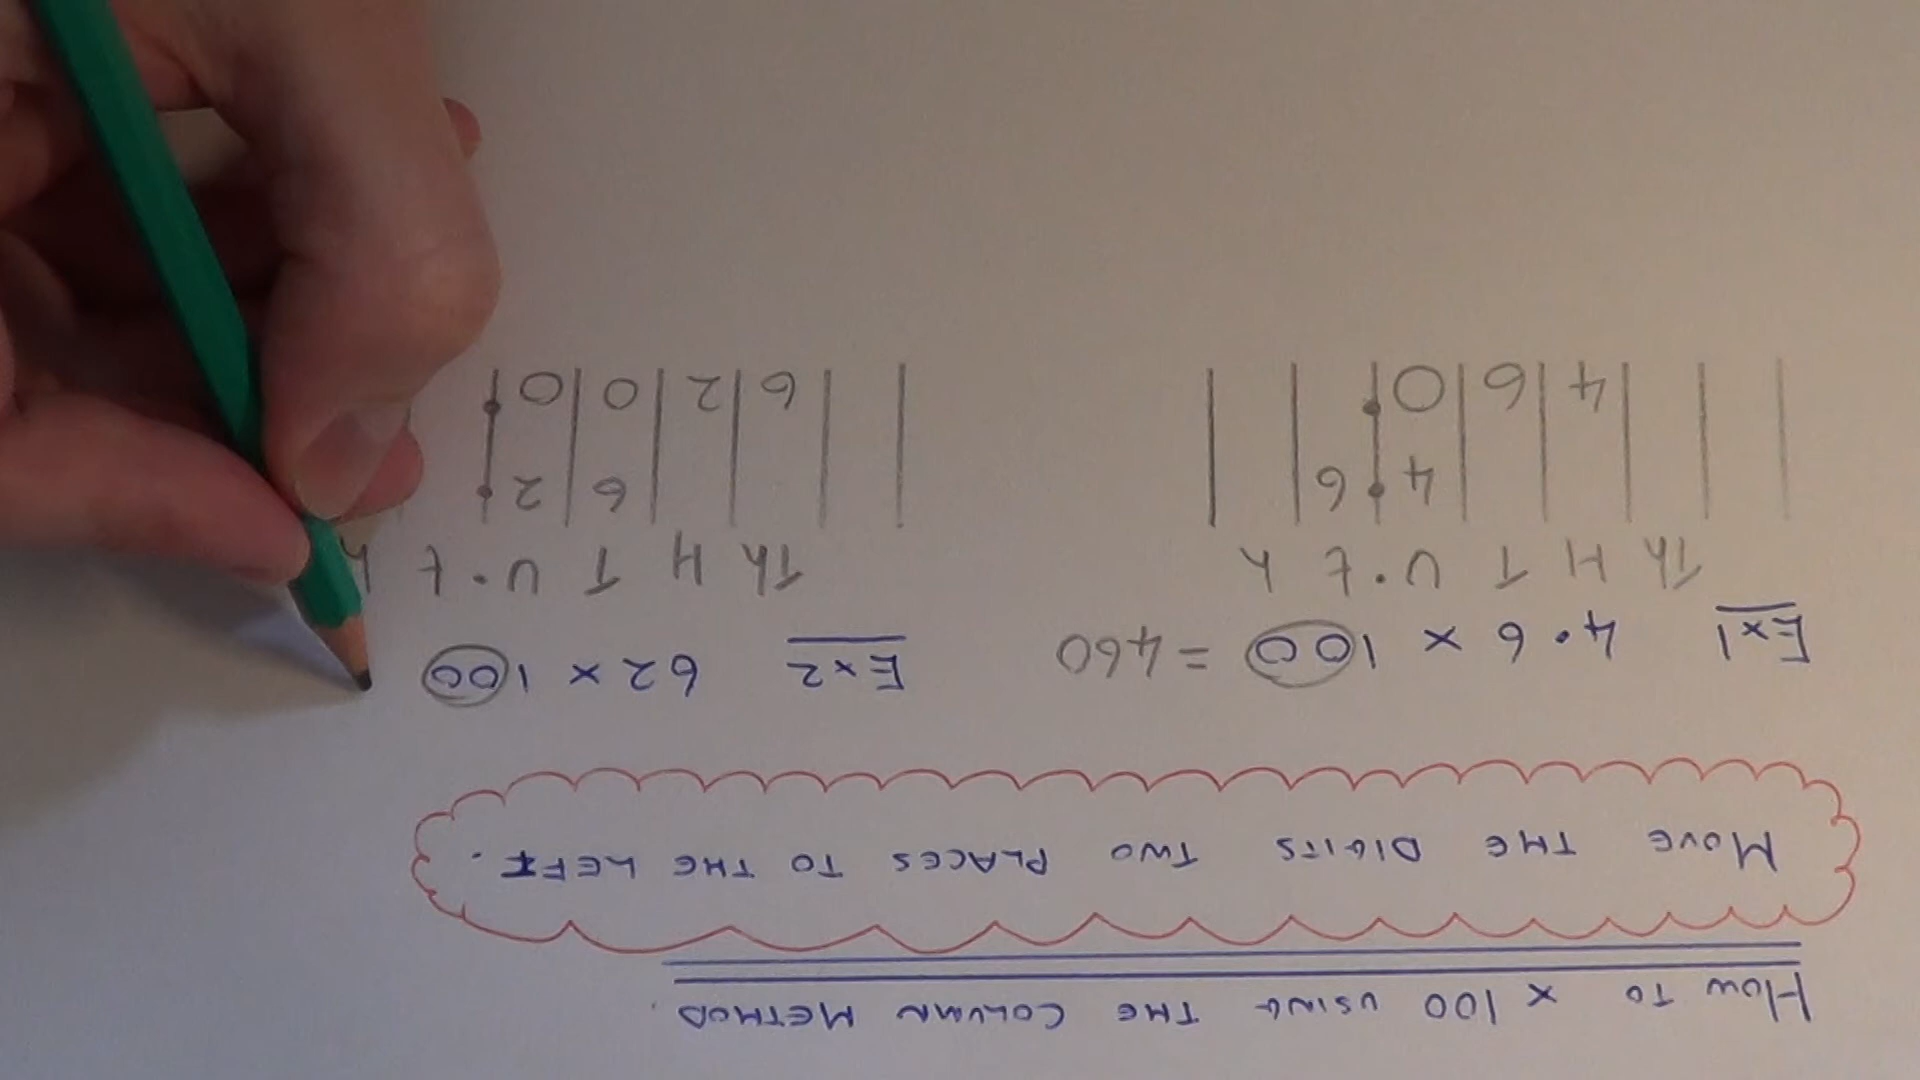 HOW TO x 100 USING THE COLUMN METHOD.
MOVE THE DIGITS TWO PLACES TO THE LEFT.
Ex1 4.6 x 100 = 460
Th H T U . t h
4 . 6
4 6 0 .
Ex2 62 x 100
Th H T U . t h
6 2 .
6 2 0 0 .